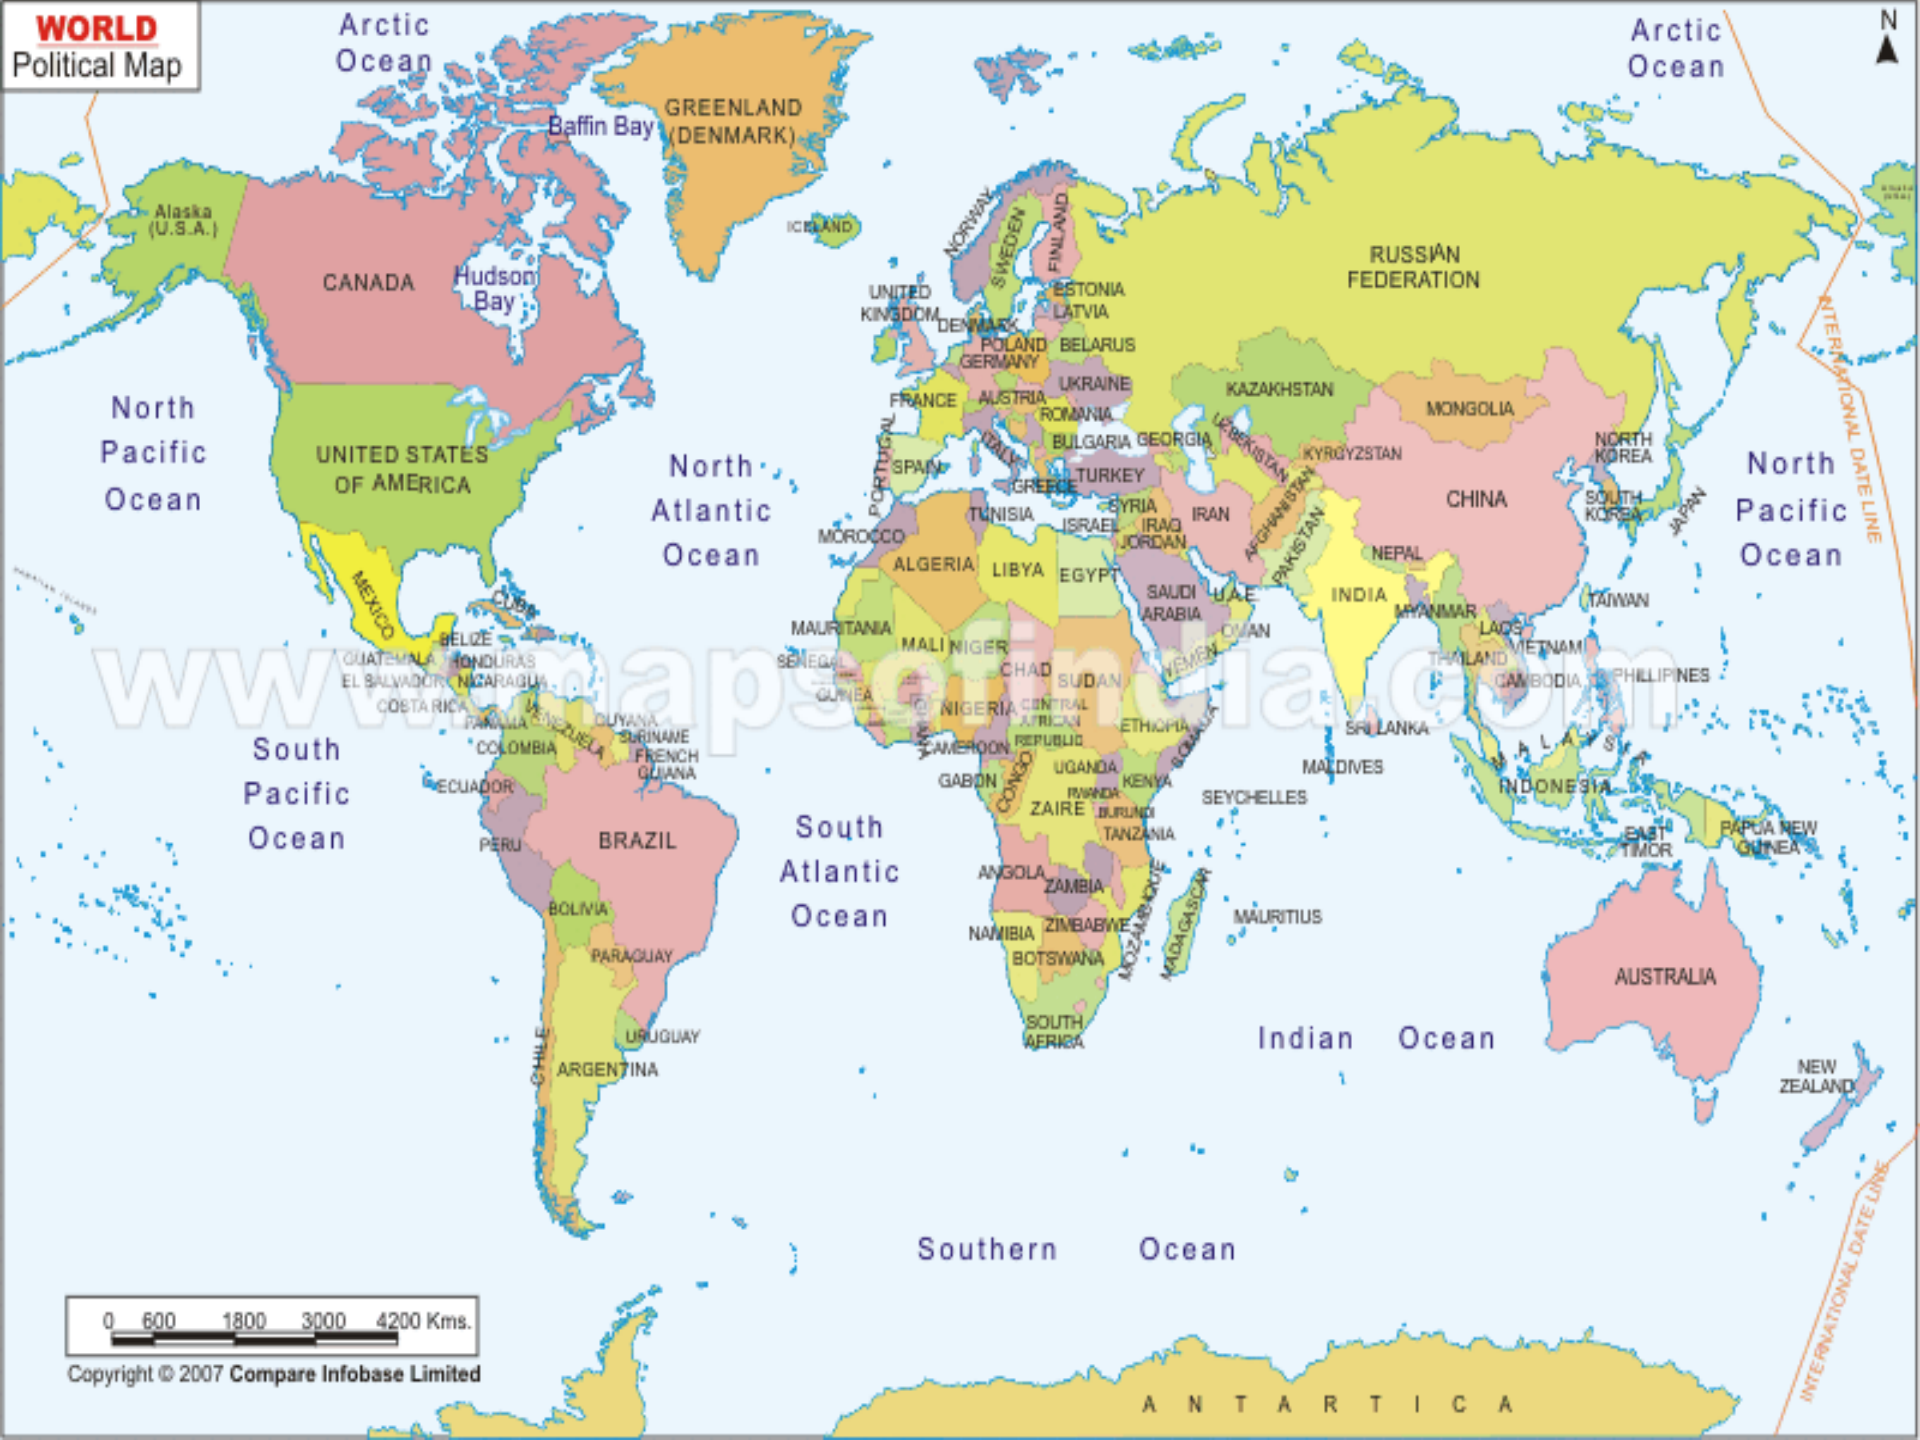 WORLD
Political Map
Arctic
Ocean
Arctic
Ocean
N
GREENLAND
(DENMARK)
Baffin Bay
Alaska
(U.S.A.)
ICELAND
CANADA
Hudson
Bay
NORWAY
SWEDEN
FINLAND
RUSSIAN
FEDERATION
UNITED
KINGDOM
ESTONIA
LATVIA
DENMARK
POLAND
BELARUS
GERMANY
UKRAINE
FRANCE
AUSTRIA
ROMANIA
KAZAKHSTAN
MONGOLIA
INTERNATIONAL DATE LINE
North
Pacific
Ocean
UNITED STATES
OF AMERICA
North
Atlantic
Ocean
PORTUGAL
SPAIN
ITALY
BULGARIA
GEORGIA
UZBEKISTAN
KYRGYZSTAN
NORTH
KOREA
North
Pacific
Ocean
GREECE
TURKEY
SYRIA
IRAN
AFGHANISTAN
CHINA
SOUTH
KOREA
JAPAN
TUNISIA
ISRAEL
IRAQ
JORDAN
PAKISTAN
MOROCCO
ALGERIA
LIBYA
EGYPT
SAUDI
ARABIA
U.A.E.
NEPAL
INDIA
MYANMAR
TAIWAN
MEXICO
CUBA
BELIZE
MAURITANIA
MALI
NIGER
OMAN
LAOS
VIETNAM
www.mapsofindia.com
GUATEMALA
HONDURAS
EL SALVADOR
NICARAGUA
COSTA RICA
PANAMA
SENEGAL
GUINEA
CHAD
SUDAN
YEMEN
THAILAND
CAMBODIA
PHILLIPINES
VENEZUELA
GUYANA
SURINAME
FRENCH
GUIANA
COLOMBIA
NIGERIA
CENTRAL
AFRICAN
REPUBLIC
ETHIOPIA
SOMALIA
SRI LANKA
MALAYSIA
CAMEROON
South
Pacific
Ocean
ECUADOR
GABON
CONGO
UGANDA
KENYA
MALDIVES
INDONESIA
RWANDA
ZAIRE
BURUNDI
SEYCHELLES
TANZANIA
EAST
TIMOR
PAPUA NEW
GUINEA
PERU
BRAZIL
South
Atlantic
Ocean
ANGOLA
ZAMBIA
MOZAMBIQUE
MADAGASCAR
MAURITIUS
BOLIVIA
NAMIBIA
ZIMBABWE
BOTSWANA
PARAGUAY
AUSTRALIA
SOUTH
AFRICA
Indian Ocean
CHILE
URUGUAY
ARGENTINA
NEW
ZEALAND
INTERNATIONAL DATE LINE
Southern Ocean
0 600 1800 3000 4200 Kms.
Copyright © 2007 Compare Infobase Limited
ANTARTICA